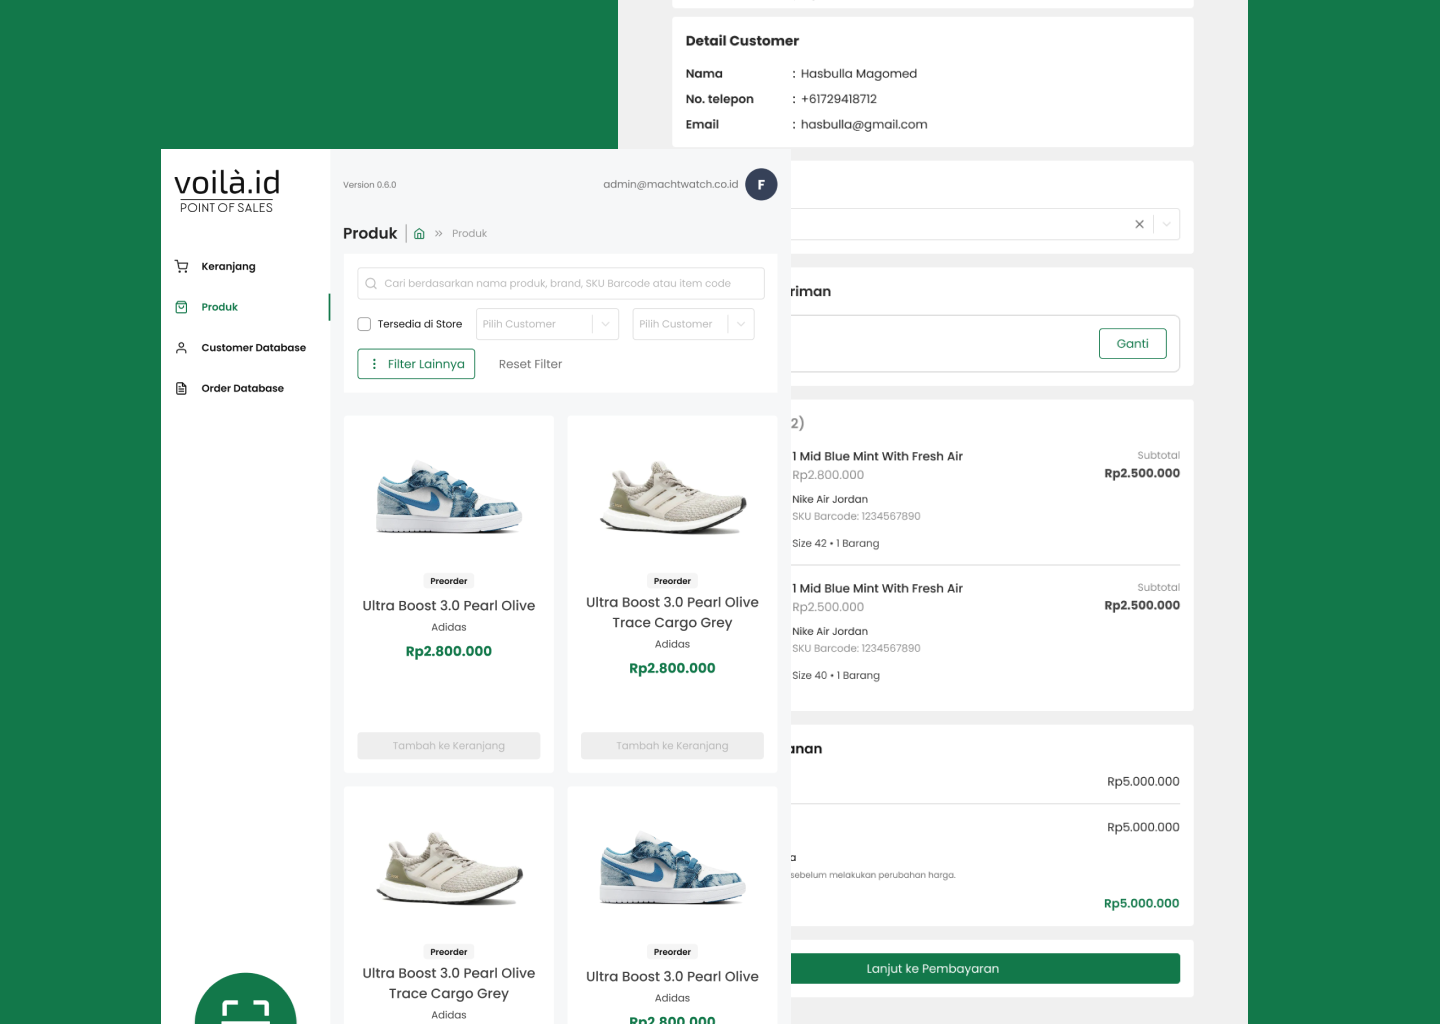 Detail Customer
Nama : Hasbulla Magomed
No. telepon : +61729418712
Email : hasbulla@gmail.com
voilà.id
POINT OF SALES
Keranjang
Produk
Customer Database
Order Database
Version 0.6.0
admin@machtwatch.co.id F
Produk » Produk
Cari berdasarkan nama produk, brand, SKU Barcode atau item code
Tersedia di Store Pilih Customer Pilih Customer
Filter Lainnya Reset Filter
Preorder
Ultra Boost 3.0 Pearl Olive
Adidas
Rp2.800.000
Tambah ke Keranjang
Preorder
Ultra Boost 3.0 Pearl Olive
Trace Cargo Grey
Adidas
Rp2.800.000
Tambah ke Keranjang
Preorder
Ultra Boost 3.0 Pearl Olive
Trace Cargo Grey
Adidas
Preorder
Ultra Boost 3.0 Pearl Olive
Adidas
Rp2.800.000
riman
Ganti
2)
1 Mid Blue Mint With Fresh Air Subtotal
Rp2.800.000 Rp2.500.000
Nike Air Jordan
SKU Barcode: 1234567890
Size 42 • 1 Barang
1 Mid Blue Mint With Fresh Air Subtotal
Rp2.500.000 Rp2.500.000
Nike Air Jordan
SKU Barcode: 1234567890
Size 40 • 1 Barang
anan
Rp5.000.000
Rp5.000.000
a
sebelum melakukan perubahan harga.
Rp5.000.000
Lanjut ke Pembayaran